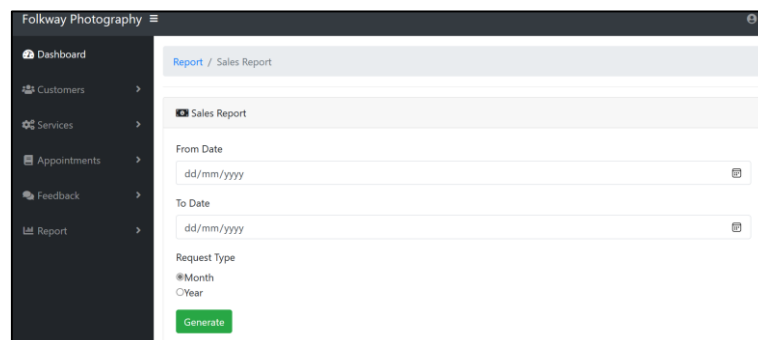 Folkway Photography
Dashboard
Customers
Services
Appointments
Feedback
Report
Report / Sales Report
Sales Report
From Date
dd/mm/yyyy
To Date
dd/mm/yyyy
Request Type
Month
Year
Generate